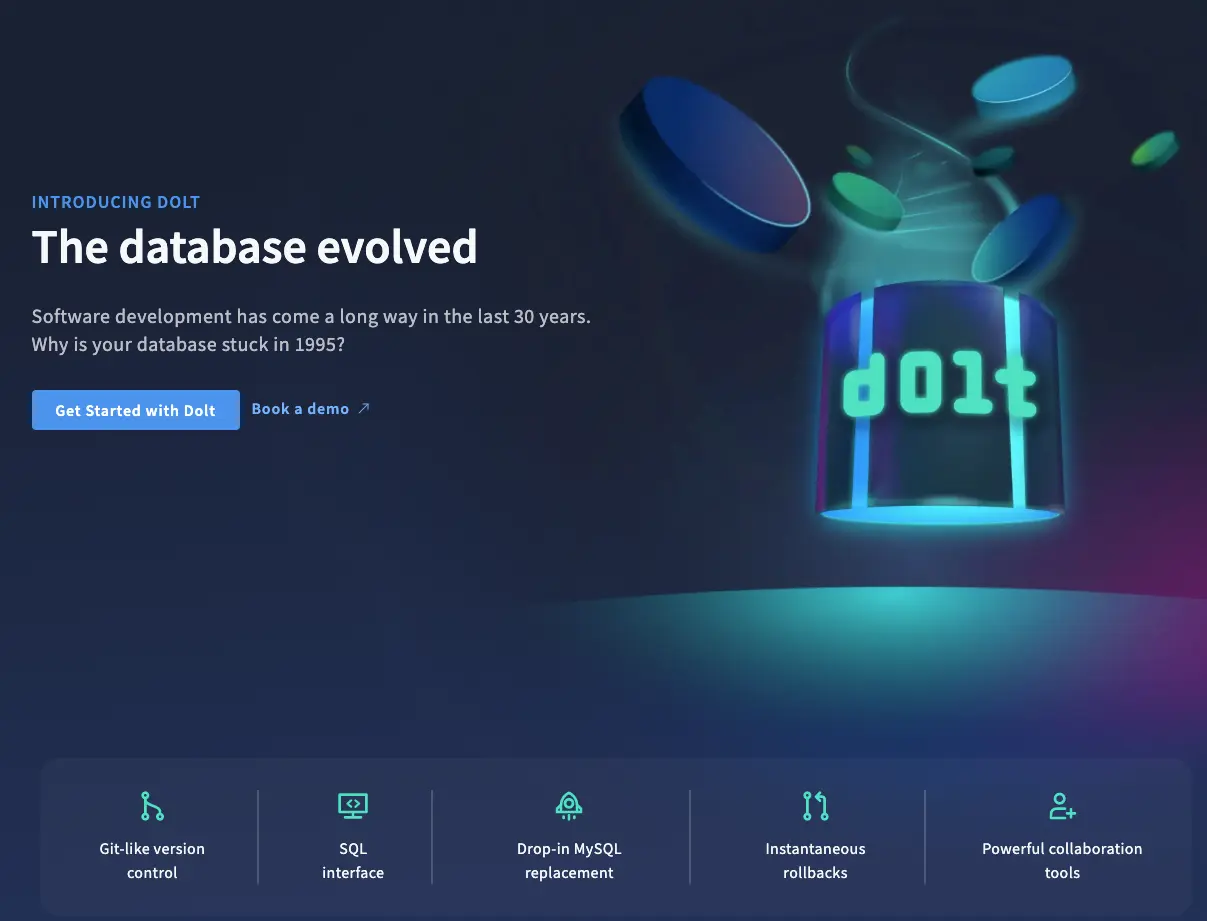 INTRODUCING DOLT
The database evolved
Software development has come a long way in the last 30 years.
Why is your database stuck in 1995?
Get Started with Dolt
Book a demo ↗
dolt
Git-like version
control
SQL
interface
Drop-in MySQL
replacement
Instantaneous
rollbacks
Powerful collaboration
tools